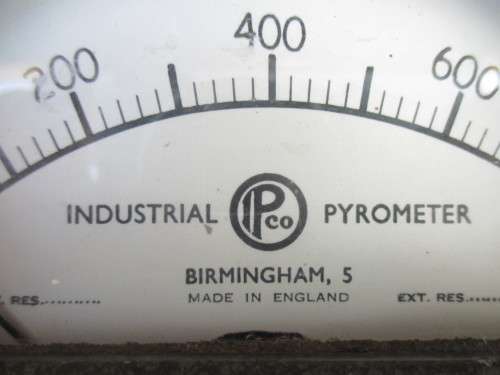 200 400 600
INDUSTRIAL IPCo PYROMETER
BIRMINGHAM, 5
MADE IN ENGLAND
RES.......... EXT. RES.......